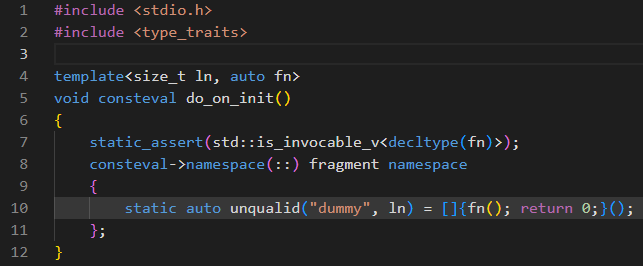 1 #include <stdio.h>
2 #include <type_traits>
3
4 template<size_t ln, auto fn>
5 void consteval do_on_init()
6 {
7 static_assert(std::is_invocable_v<decltype(fn)>);
8 consteval->namespace(::) fragment namespace
9 {
10 static auto unqualid("dummy", ln) = []{fn(); return 0;}();
11 };
12 }